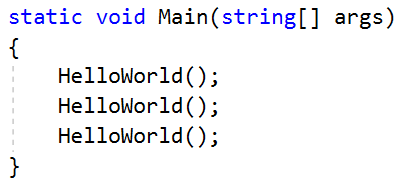 static void Main(string[] args)
{
    HelloWorld();
    HelloWorld();
    HelloWorld();
}